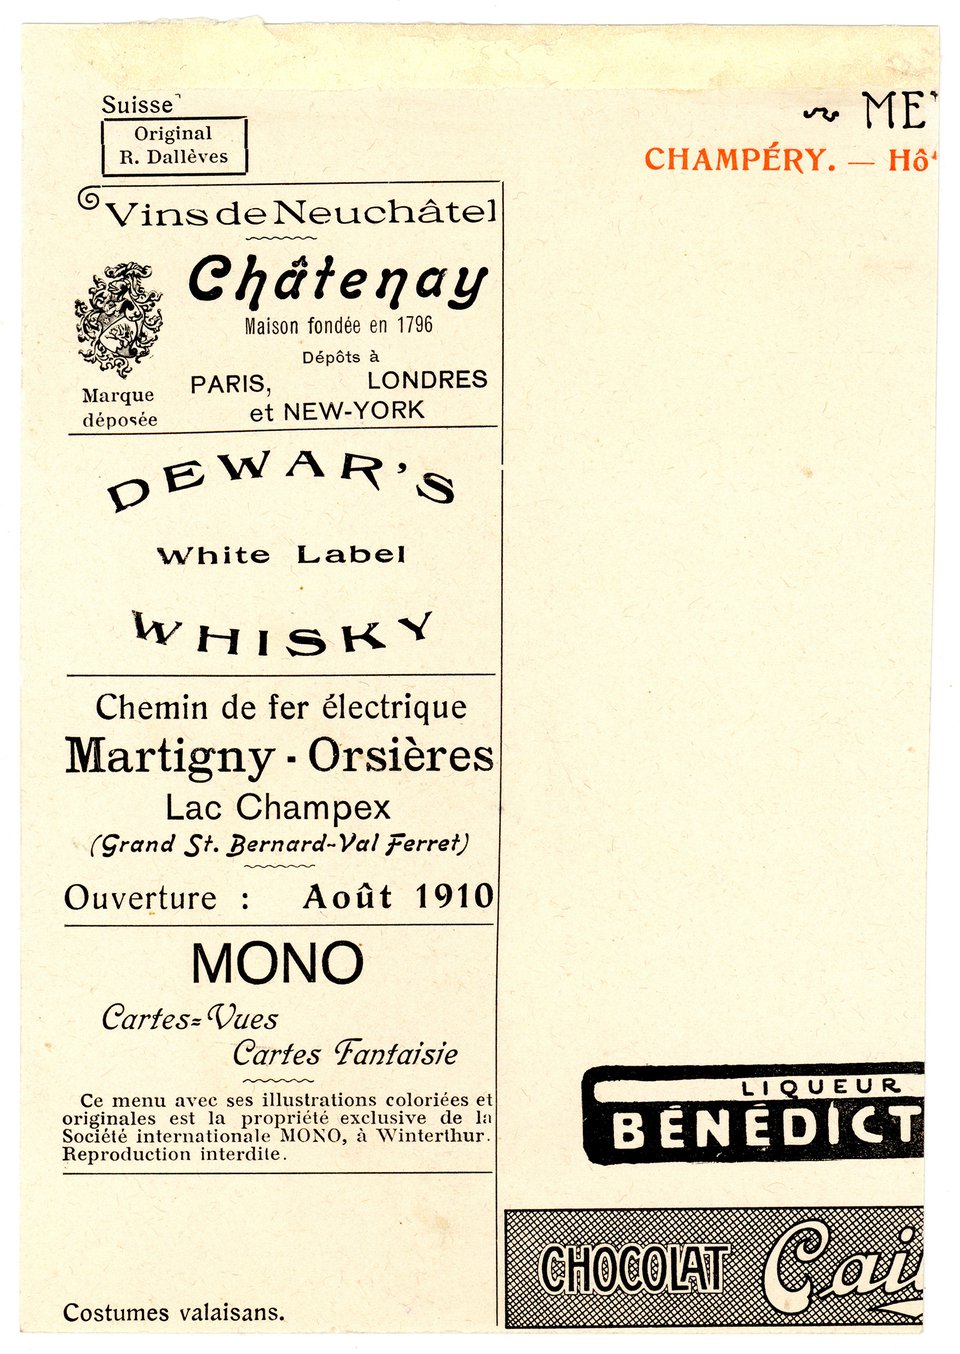 Suisse
Original
R. Dallèves
Vins de Neuchâtel
Châtenay
Maison fondée en 1796
Dépôts à
PARIS, LONDRES
et NEW-YORK
Marque
déposée
DEWAR'S
White Label
WHISKY
Chemin de fer électrique
Martigny - Orsières
Lac Champex
(Grand St. Bernard-Val Ferret)
Ouverture : Août 1910
MONO
Cartes=Vues
Cartes Fantaisie
Ce menu avec ses illustrations coloriées et
originales est la propriété exclusive de la
Société internationale MONO, à Winterthur.
Reproduction interdite.
Costumes valaisans.
ME
CHAMPÉRY. — Hô
LIQUEUR
BÉNÉDICT
CHOCOLAT Cail